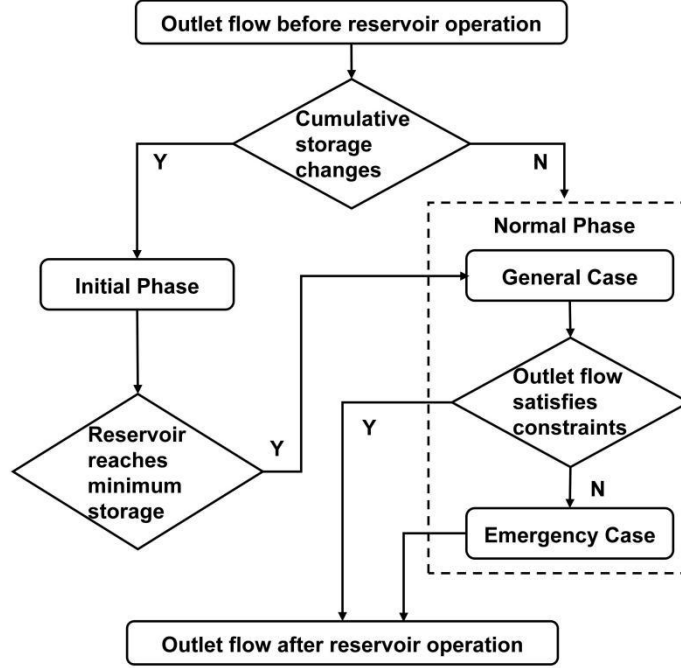 Outlet flow before reservoir operation
Cumulative
storage
changes
Y
N
Normal Phase
Initial Phase
General Case
Outlet flow
satisfies
constraints
Y
Reservoir
reaches
minimum
storage
Y
N
Emergency Case
Outlet flow after reservoir operation